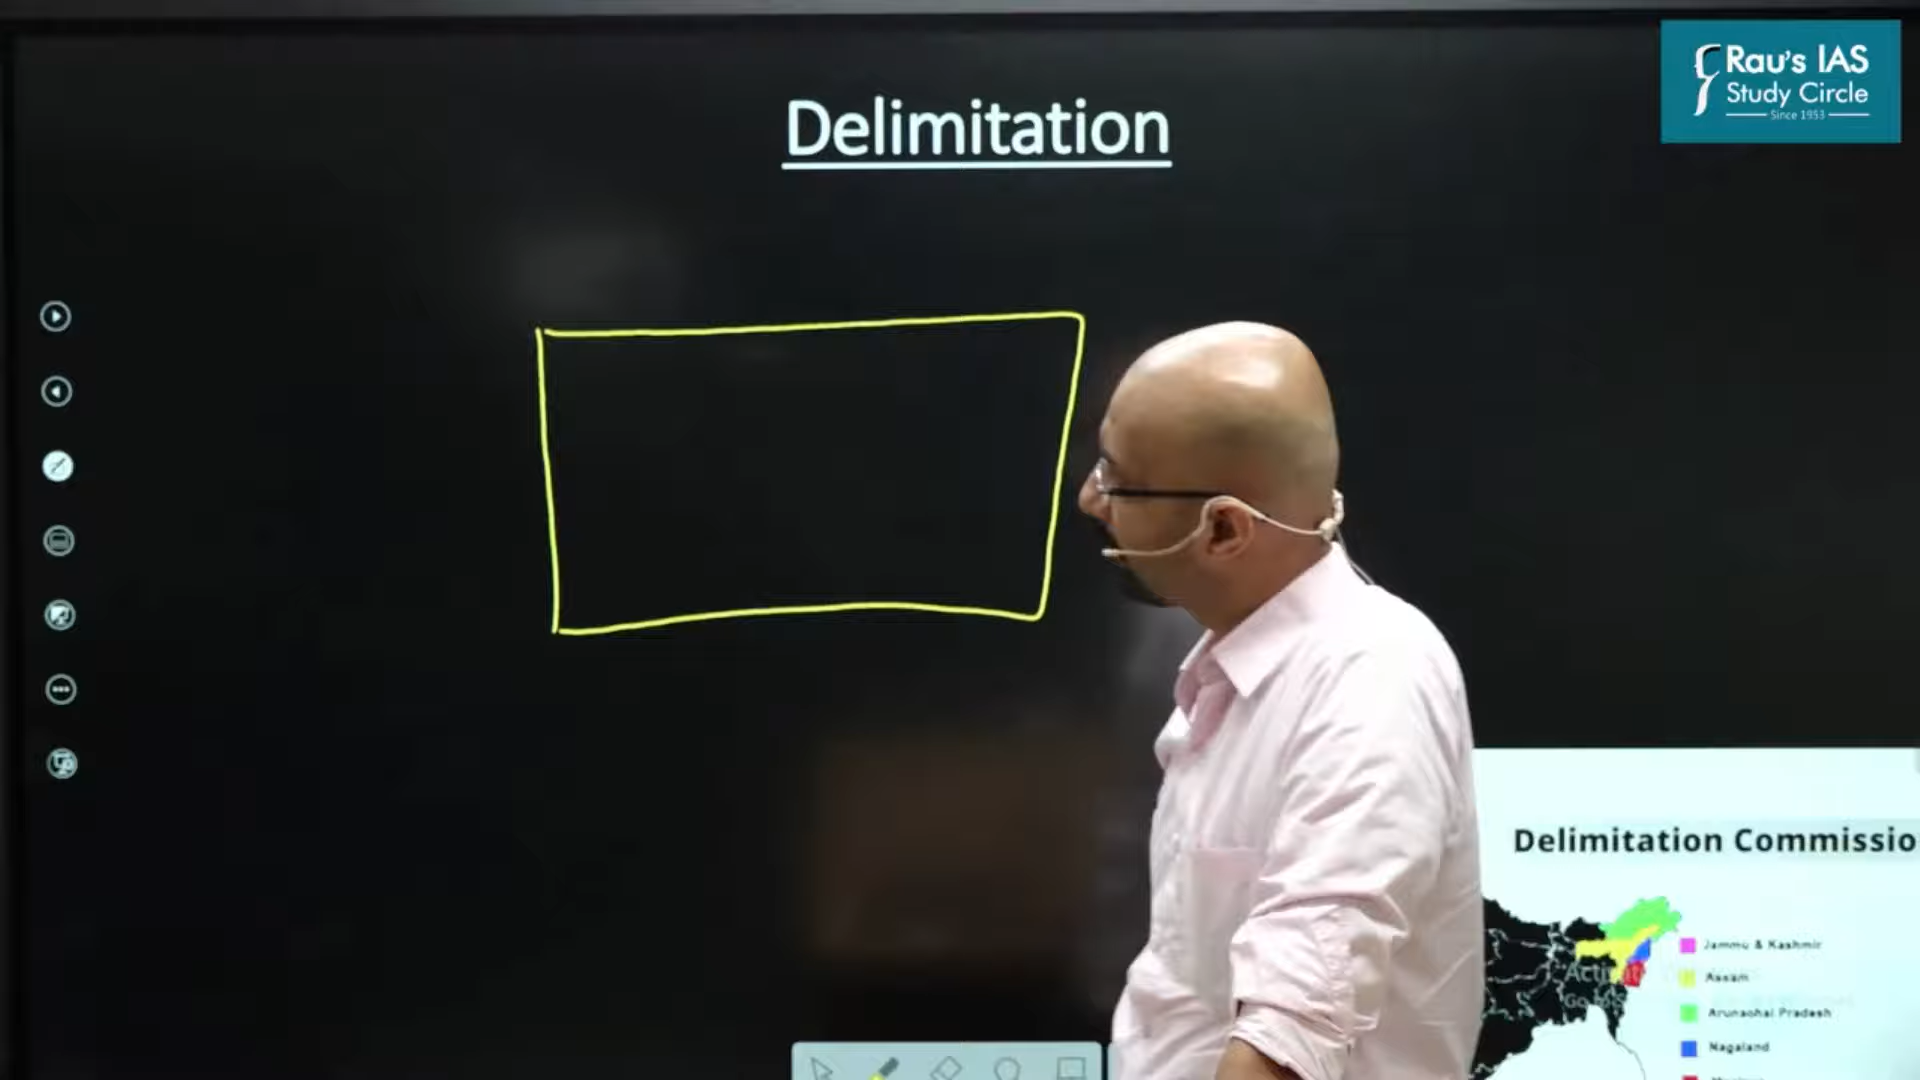 Rau's IAS
Study Circle
Since 1953
Delimitation
Delimitation Commissio
Jammu & Kashmir
Assam
Arunachal Pradesh
Nagaland